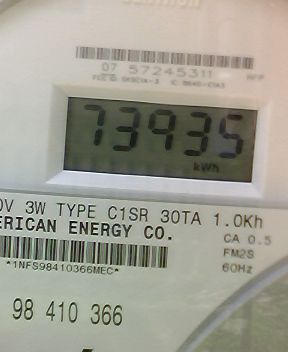 07 57245311
73935
kWh
3W TYPE C1SR 30TA 1.0Kh
ERICAN ENERGY CO.
CA 0.5
FM2S
*1NFS98410366MEC*
60Hz
98 410 366